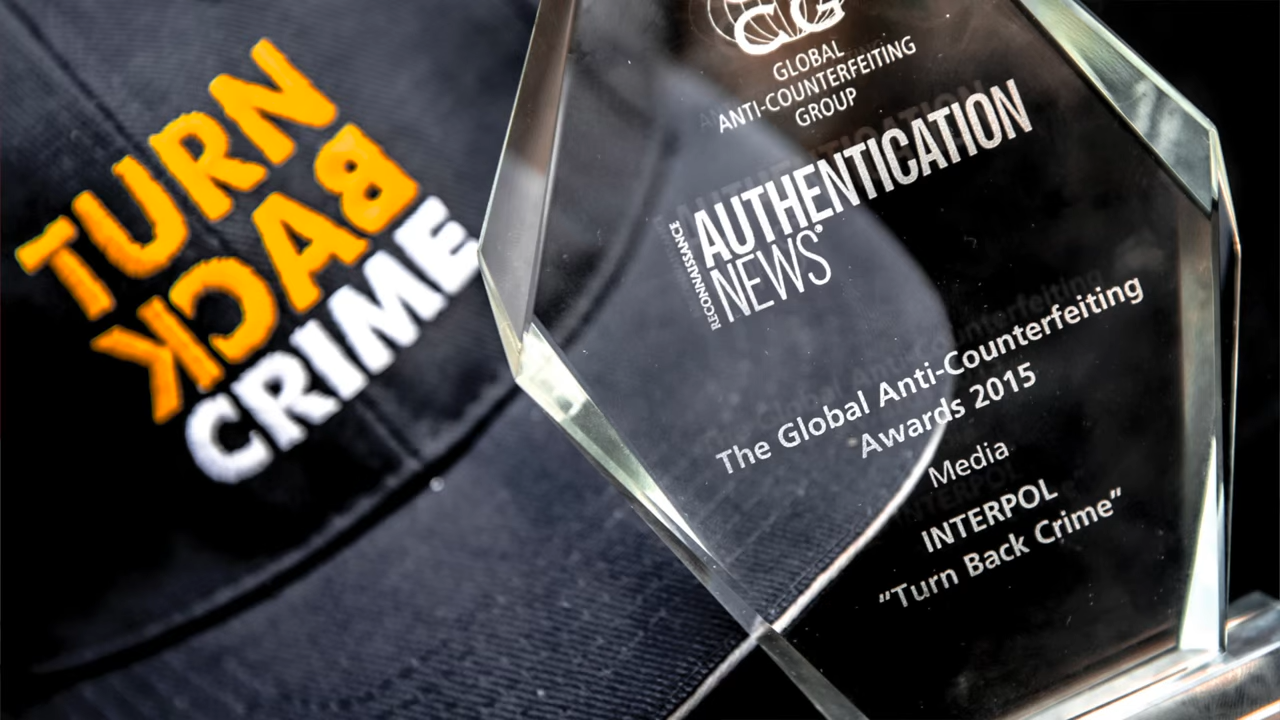 TURN
BACK
CRIME
GLOBAL
ANTI-COUNTERFEITING
GROUP
RECONNAISSANCE
AUTHENTICATION
NEWS®
The Global Anti-Counterfeiting
Awards 2015
Media
INTERPOL
"Turn Back Crime"